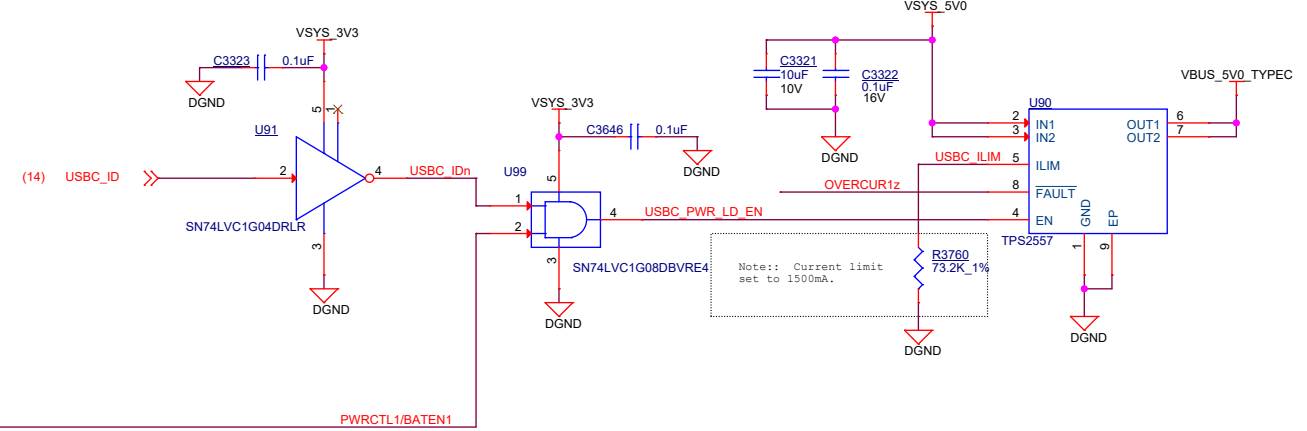 VSYS_5V0
VSYS_3V3
C3323 0.1uF
DGND
C3321
10uF
10V
C3322
0.1uF
16V
VBUS_5V0_TYPEC
5
1
U91
VSYS_3V3
C3646 0.1uF
DGND
DGND
U90
2 IN1
3 IN2
OUT1 6
OUT2 7
USBC_ILIM 5 ILIM
(14) USBC_ID
2
4 USBC_IDn
U99
5
OVERCUR1z
8 FAULT
1
2
4 USBC_PWR_LD_EN
4 EN
GND
EP
SN74LVC1G04DRLR
3
TPS2557
1
9
3
SN74LVC1G08DBVRE4
Note:: Current limit
set to 1500mA.
R3760
73.2K_1%
DGND
DGND
DGND
DGND
PWRCTL1/BATEN1